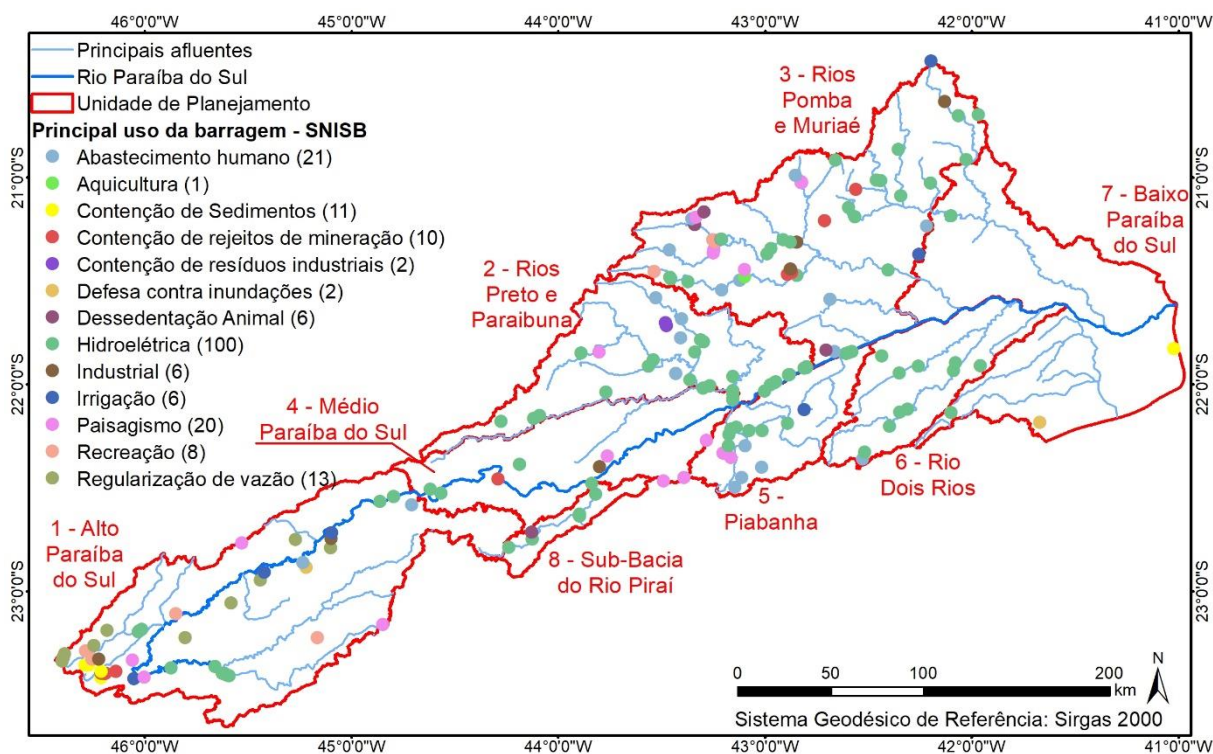 46°0'0"W 45°0'0"W 44°0'0"W 43°0'0"W 42°0'0"W 41°0'0"W
Principais afluentes
Rio Paraíba do Sul
Unidade de Planejamento
Principal uso da barragem - SNISB
Abastecimento humano (21)
Aquicultura (1)
Contenção de Sedimentos (11)
Contenção de rejeitos de mineração (10)
Contenção de resíduos industriais (2)
Defesa contra inundações (2)
Dessedentação Animal (6)
Hidroelétrica (100)
Industrial (6)
Irrigação (6)
Paisagismo (20)
Recreação (8)
Regularização de vazão (13)
3 - Rios
Pomba
e Muriaé
7 - Baixo
Paraíba
do Sul
2 - Rios
Preto e
Paraibuna
4 - Médio
Paraíba do Sul
6 - Rio
Dois Rios
5 -
Piabanha
8 - Sub-Bacia
do Rio Piraí
1 - Alto
Paraíba
do Sul
21°0'0"S
22°0'0"S
23°0'0"S
21°0'0"S
22°0'0"S
23°0'0"S
N
0 50 100 200
km
Sistema Geodésico de Referência: Sirgas 2000
46°0'0"W 45°0'0"W 44°0'0"W 43°0'0"W 42°0'0"W 41°0'0"W